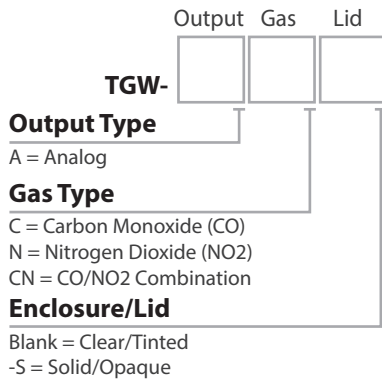 Output Gas Lid
TGW-
Output Type
A = Analog
Gas Type
C = Carbon Monoxide (CO)
N = Nitrogen Dioxide (NO2)
CN = CO/NO2 Combination
Enclosure/Lid
Blank = Clear/Tinted
-S = Solid/Opaque